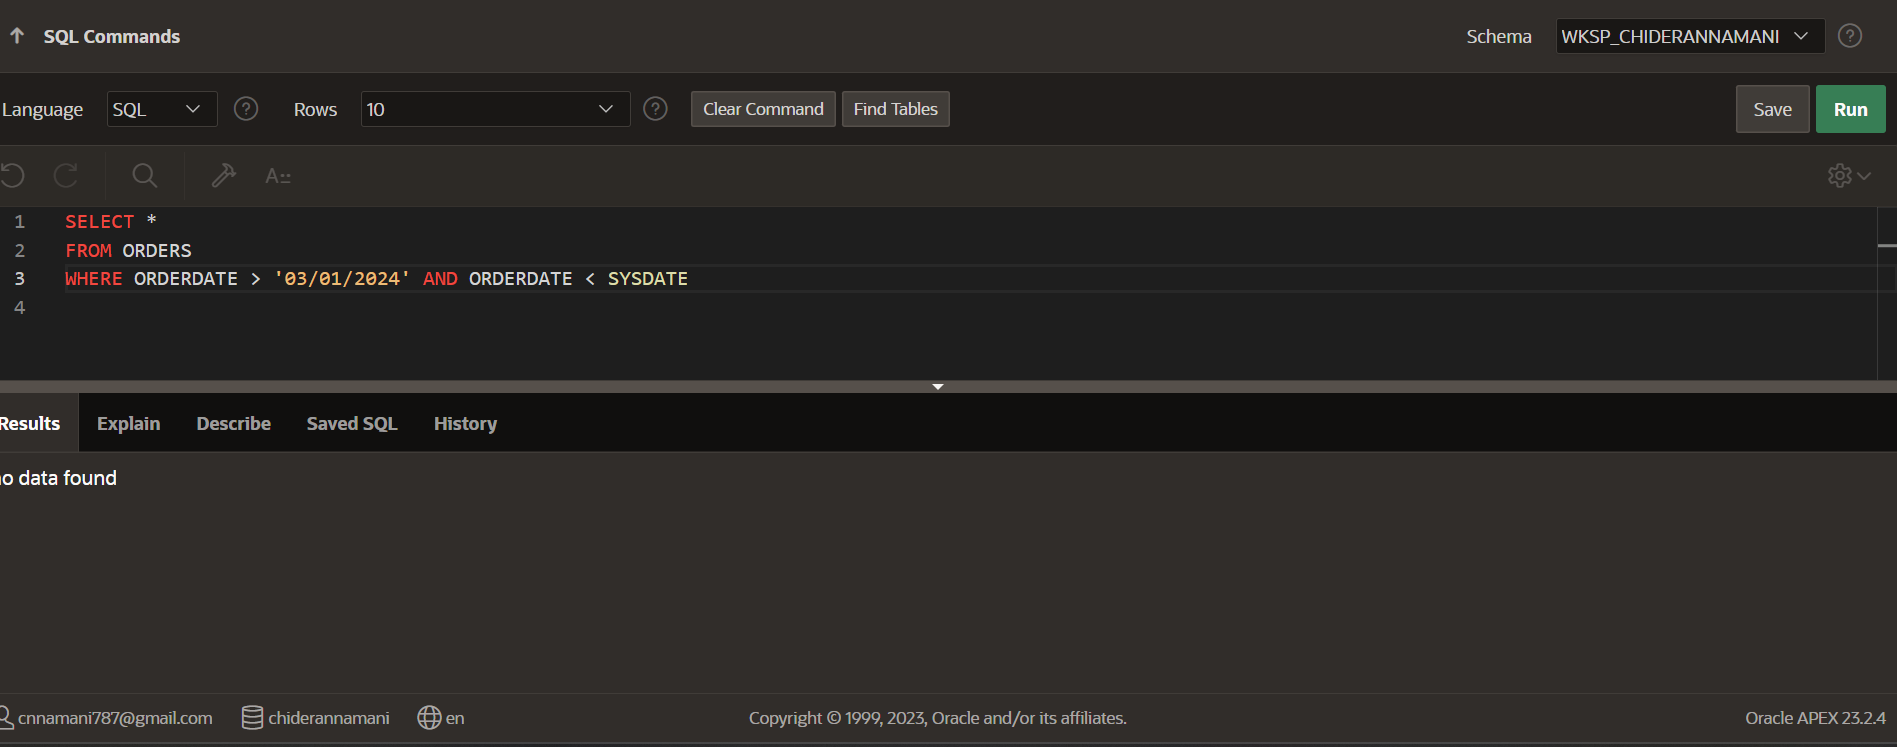 SQL Commands
Schema WKSP_CHIDERANNAMANI ?
Language SQL ? Rows 10 ? Clear Command Find Tables Save Run
A
1 SELECT *
2 FROM ORDERS
3 WHERE ORDERDATE > '03/01/2024' AND ORDERDATE < SYSDATE
4
Results Explain Describe Saved SQL History
no data found
cnnamani787@gmail.com chiderannamani en Copyright © 1999, 2023, Oracle and/or its affiliates. Oracle APEX 23.2.4